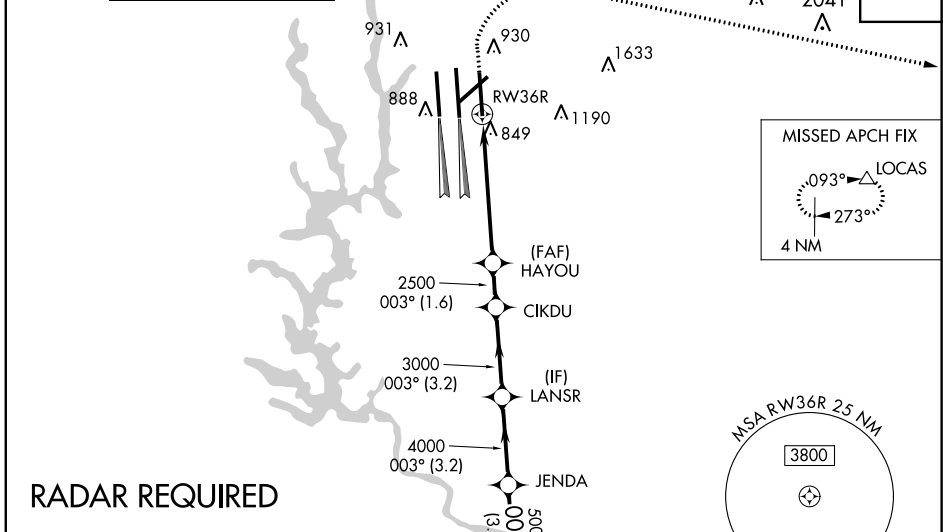 2041
931
930
1633
888
RW36R
1190
849
MISSED APCH FIX
LOCAS
093°
273°
4 NM
(FAF)
HAYOU
2500
003° (1.6)
CIKDU
3000
003° (3.2)
(IF)
LANSR
4000
003° (3.2)
JENDA
MSA RW36R 25 NM
3800
RADAR REQUIRED